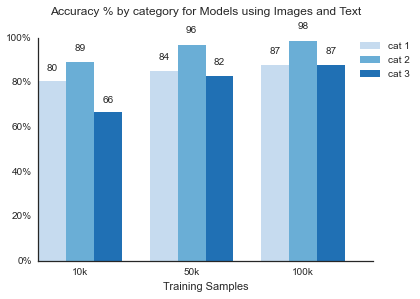 Accuracy % by category for Models using Images and Text
100%
80%
60%
40%
20%
0%
80
89
66
84
96
82
87
98
87
cat 1
cat 2
cat 3
10k
50k
100k
Training Samples